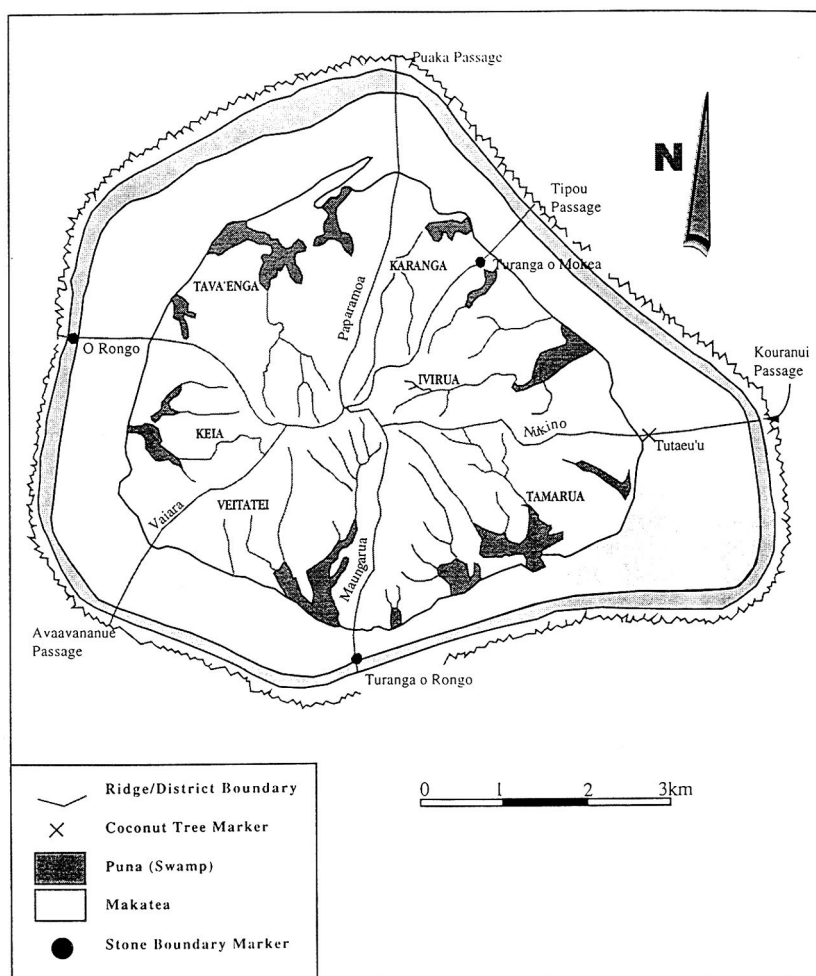 Puaka Passage
N
Tipou
Passage
KARANGA
Turanga o Mokea
TAVA'ENGA
Paparamoa
O Rongo
Kouranui
Passage
IVIRUA
Nukino
Tutaeu'u
KEIA
Vaiara
VEITATEI
TAMARUA
Maungarua
Avaavananue
Passage
Turanga o Rongo
Ridge/District Boundary
Coconut Tree Marker
Puna (Swamp)
Makatea
Stone Boundary Marker
0 1 2 3km